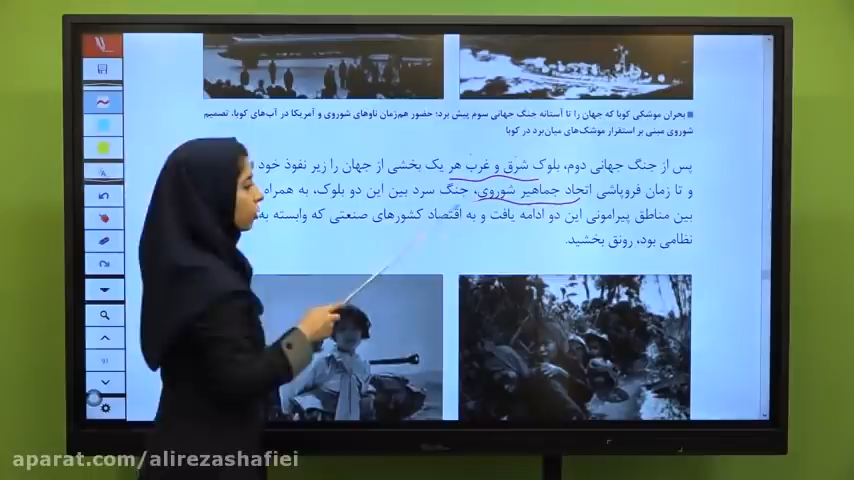 ■ بحران موشکی کوبا که جهان را تا آستانه جنگ جهانی سوم پیش برد؛ حضور هم‌زمان ناوهای شوروی و آمریکا در آب‌های کوبا، تصمیم
شوروی مبنی بر استقرار موشک‌های میان‌برد در کوبا
پس از جنگ جهانی دوم، بلوک شرق و غرب هر یک بخشی از جهان را زیر نفوذ خود
و تا زمان فروپاشی اتحاد جماهیر شوروی، جنگ سرد بین این دو بلوک، به همراه
بین مناطق پیرامونی این دو ادامه یافت و به اقتصاد کشورهای صنعتی که وابسته به
نظامی بود، رونق بخشید.
aparat.com/alirezashafiei